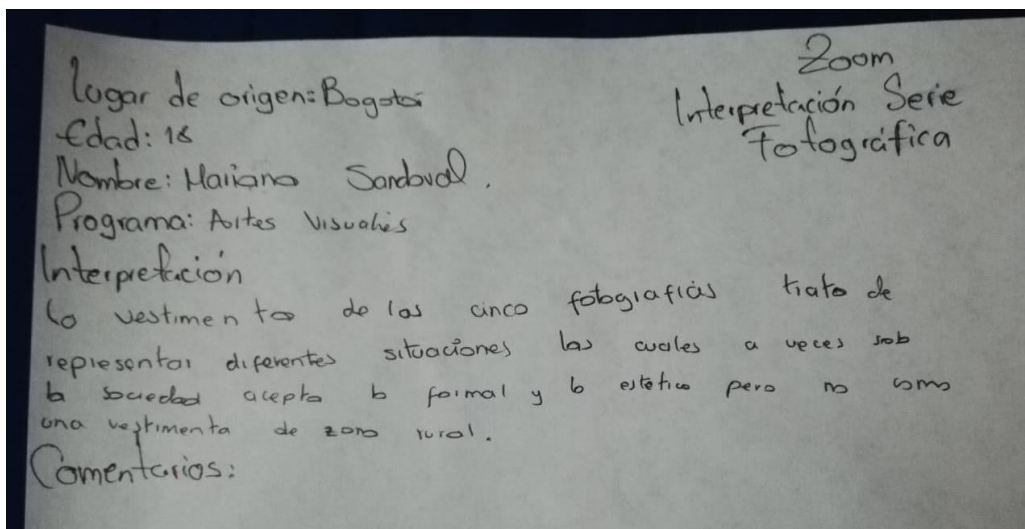 Zoom
Interpretación Serie
Fotográfica
Lugar de origen: Bogotá
Edad: 18
Nombre: Mariana Sandoval.
Programa: Artes Visuales
Interpretación
La vestimenta de las cinco fotografías trata de
representar diferentes situaciones las cuales a veces solo
la sociedad acepta lo formal y lo estético pero no como
una vestimenta de zona rural.
Comentarios: